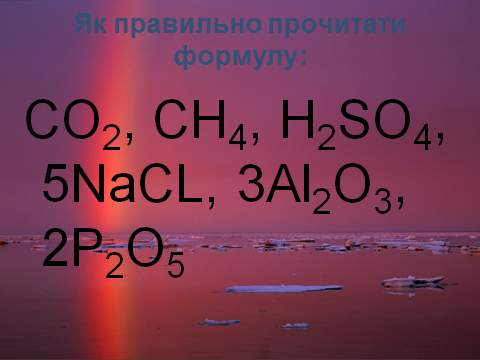 Як правильно прочитати
формулу:
CO₂, CH₄, H₂SO₄,
5NaCL, 3Al₂O₃,
2P₂O₅